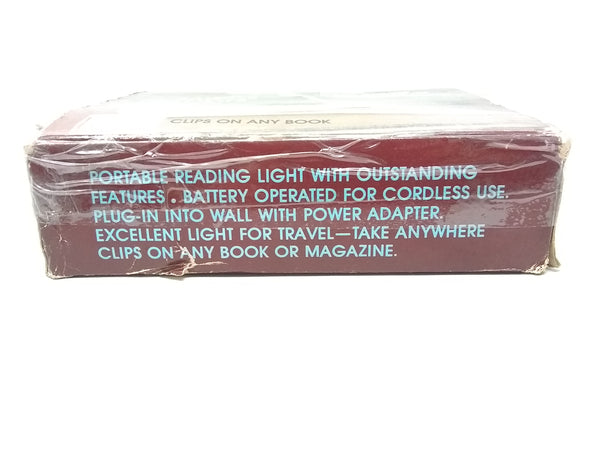 CLIPS ON ANY BOOK
PORTABLE READING LIGHT WITH OUTSTANDING
FEATURES . BATTERY OPERATED FOR CORDLESS USE.
PLUG-IN INTO WALL WITH POWER ADAPTER.
EXCELLENT LIGHT FOR TRAVEL—TAKE ANYWHERE
CLIPS ON ANY BOOK OR MAGAZINE.